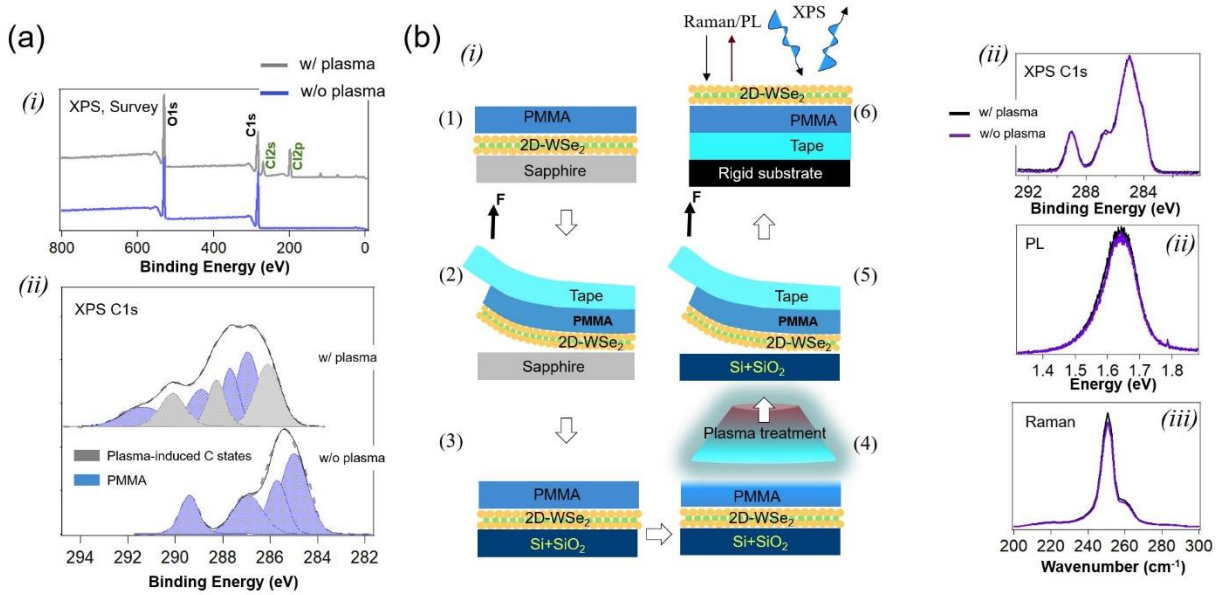 (a)
w/ plasma
w/o plasma
(i)
XPS, Survey
O1s
C1s
Cl2s
Cl2p
800 600 400 200 0
Binding Energy (eV)
(ii)
XPS C1s
w/ plasma
Plasma-induced C states
w/o plasma
PMMA
294 292 290 288 286 284 282
Binding Energy (eV)
(b)
(i)
Raman/PL
XPS
(1)
PMMA
2D-WSe2
Sapphire
2D-WSe2
(6)
PMMA
Tape
Rigid substrate
F
(2)
Tape
PMMA
2D-WSe2
Sapphire
F
(5)
Tape
PMMA
2D-WSe2
Si+SiO2
(3)
PMMA
2D-WSe2
Si+SiO2
Plasma treatment
(4)
PMMA
2D-WSe2
Si+SiO2
(ii)
XPS C1s
w/ plasma
w/o plasma
292 288 284
Binding Energy (eV)
PL
(ii)
1.4 1.5 1.6 1.7 1.8
Energy (eV)
Raman
(iii)
200 220 240 260 280 300
Wavenumber (cm-1)